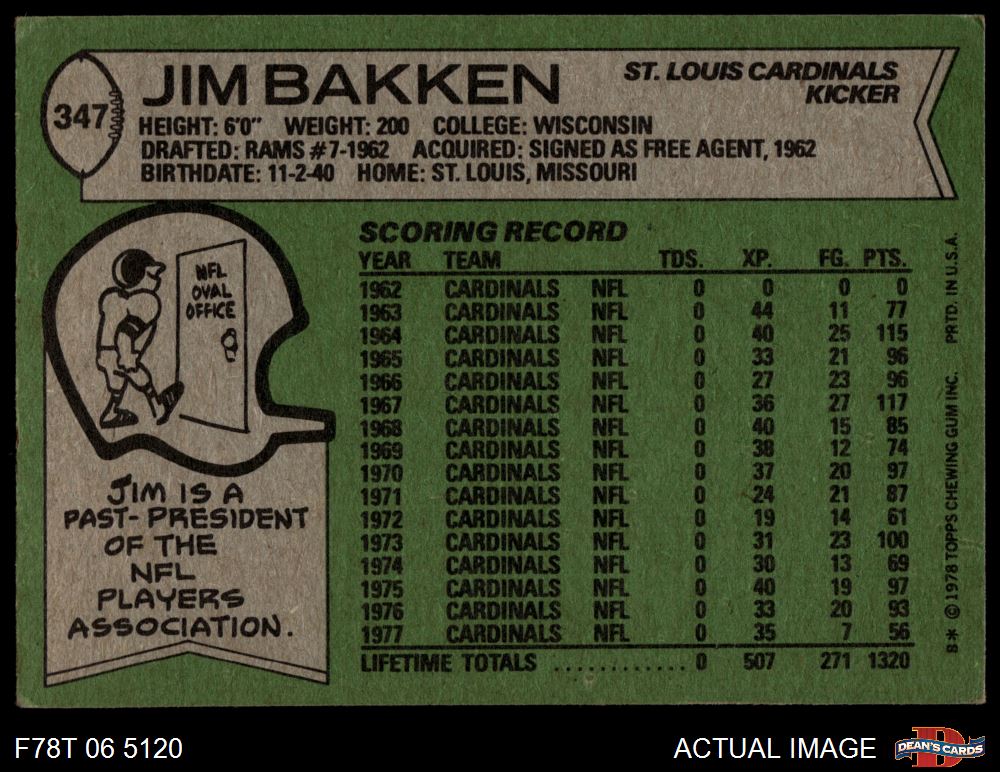 347
JIM BAKKEN
ST. LOUIS CARDINALS
KICKER
HEIGHT: 6'0" WEIGHT: 200 COLLEGE: WISCONSIN
DRAFTED: RAMS #7-1962 ACQUIRED: SIGNED AS FREE AGENT, 1962
BIRTHDATE: 11-2-40 HOME: ST. LOUIS, MISSOURI
NFL
OVAL
OFFICE
JIM IS A
PAST-PRESIDENT
OF THE
NFL
PLAYERS
ASSOCIATION.
SCORING RECORD
YEAR TEAM TDS. XP. FG. PTS.
1962 CARDINALS NFL 0 0 0 0
1963 CARDINALS NFL 0 44 11 77
1964 CARDINALS NFL 0 40 25 115
1965 CARDINALS NFL 0 33 21 96
1966 CARDINALS NFL 0 27 23 96
1967 CARDINALS NFL 0 36 27 117
1968 CARDINALS NFL 0 40 15 85
1969 CARDINALS NFL 0 38 12 74
1970 CARDINALS NFL 0 37 20 97
1971 CARDINALS NFL 0 24 21 87
1972 CARDINALS NFL 0 19 14 61
1973 CARDINALS NFL 0 31 23 100
1974 CARDINALS NFL 0 30 13 69
1975 CARDINALS NFL 0 40 19 97
1976 CARDINALS NFL 0 33 20 93
1977 CARDINALS NFL 0 35 7 56
LIFETIME TOTALS ............ 0 507 271 1320
B* © 1978 TOPPS CHEWING GUM INC. PRTD. IN U.S.A.
F78T 06 5120
ACTUAL IMAGE
D
DEAN'S CARDS